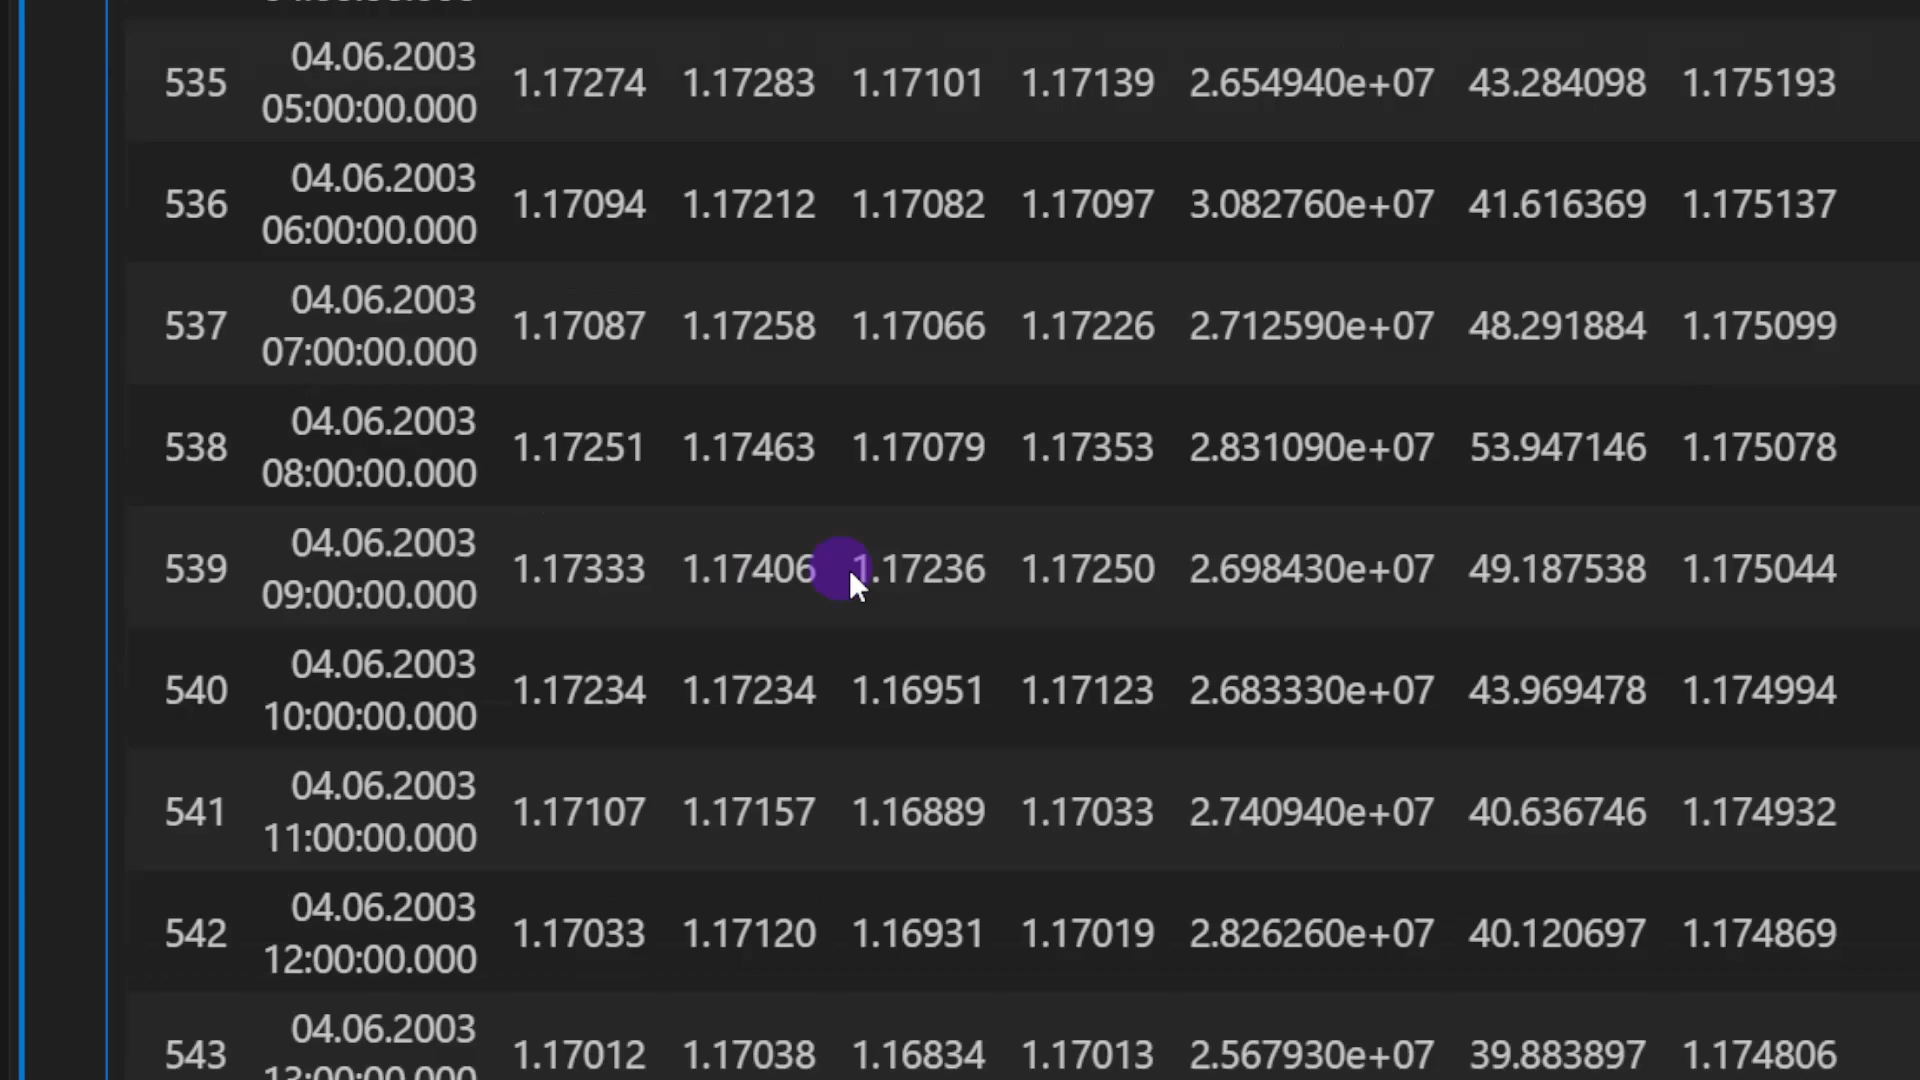 535 04.06.2003 05:00:00.000 1.17274 1.17283 1.17101 1.17139 2.654940e+07 43.284098 1.175193
536 04.06.2003 06:00:00.000 1.17094 1.17212 1.17082 1.17097 3.082760e+07 41.616369 1.175137
537 04.06.2003 07:00:00.000 1.17087 1.17258 1.17066 1.17226 2.712590e+07 48.291884 1.175099
538 04.06.2003 08:00:00.000 1.17251 1.17463 1.17079 1.17353 2.831090e+07 53.947146 1.175078
539 04.06.2003 09:00:00.000 1.17333 1.17406 1.17236 1.17250 2.698430e+07 49.187538 1.175044
540 04.06.2003 10:00:00.000 1.17234 1.17234 1.16951 1.17123 2.683330e+07 43.969478 1.174994
541 04.06.2003 11:00:00.000 1.17107 1.17157 1.16889 1.17033 2.740940e+07 40.636746 1.174932
542 04.06.2003 12:00:00.000 1.17033 1.17120 1.16931 1.17019 2.826260e+07 40.120697 1.174869
543 04.06.2003 13:00:00.000 1.17012 1.17038 1.16834 1.17013 2.567930e+07 39.883897 1.174806